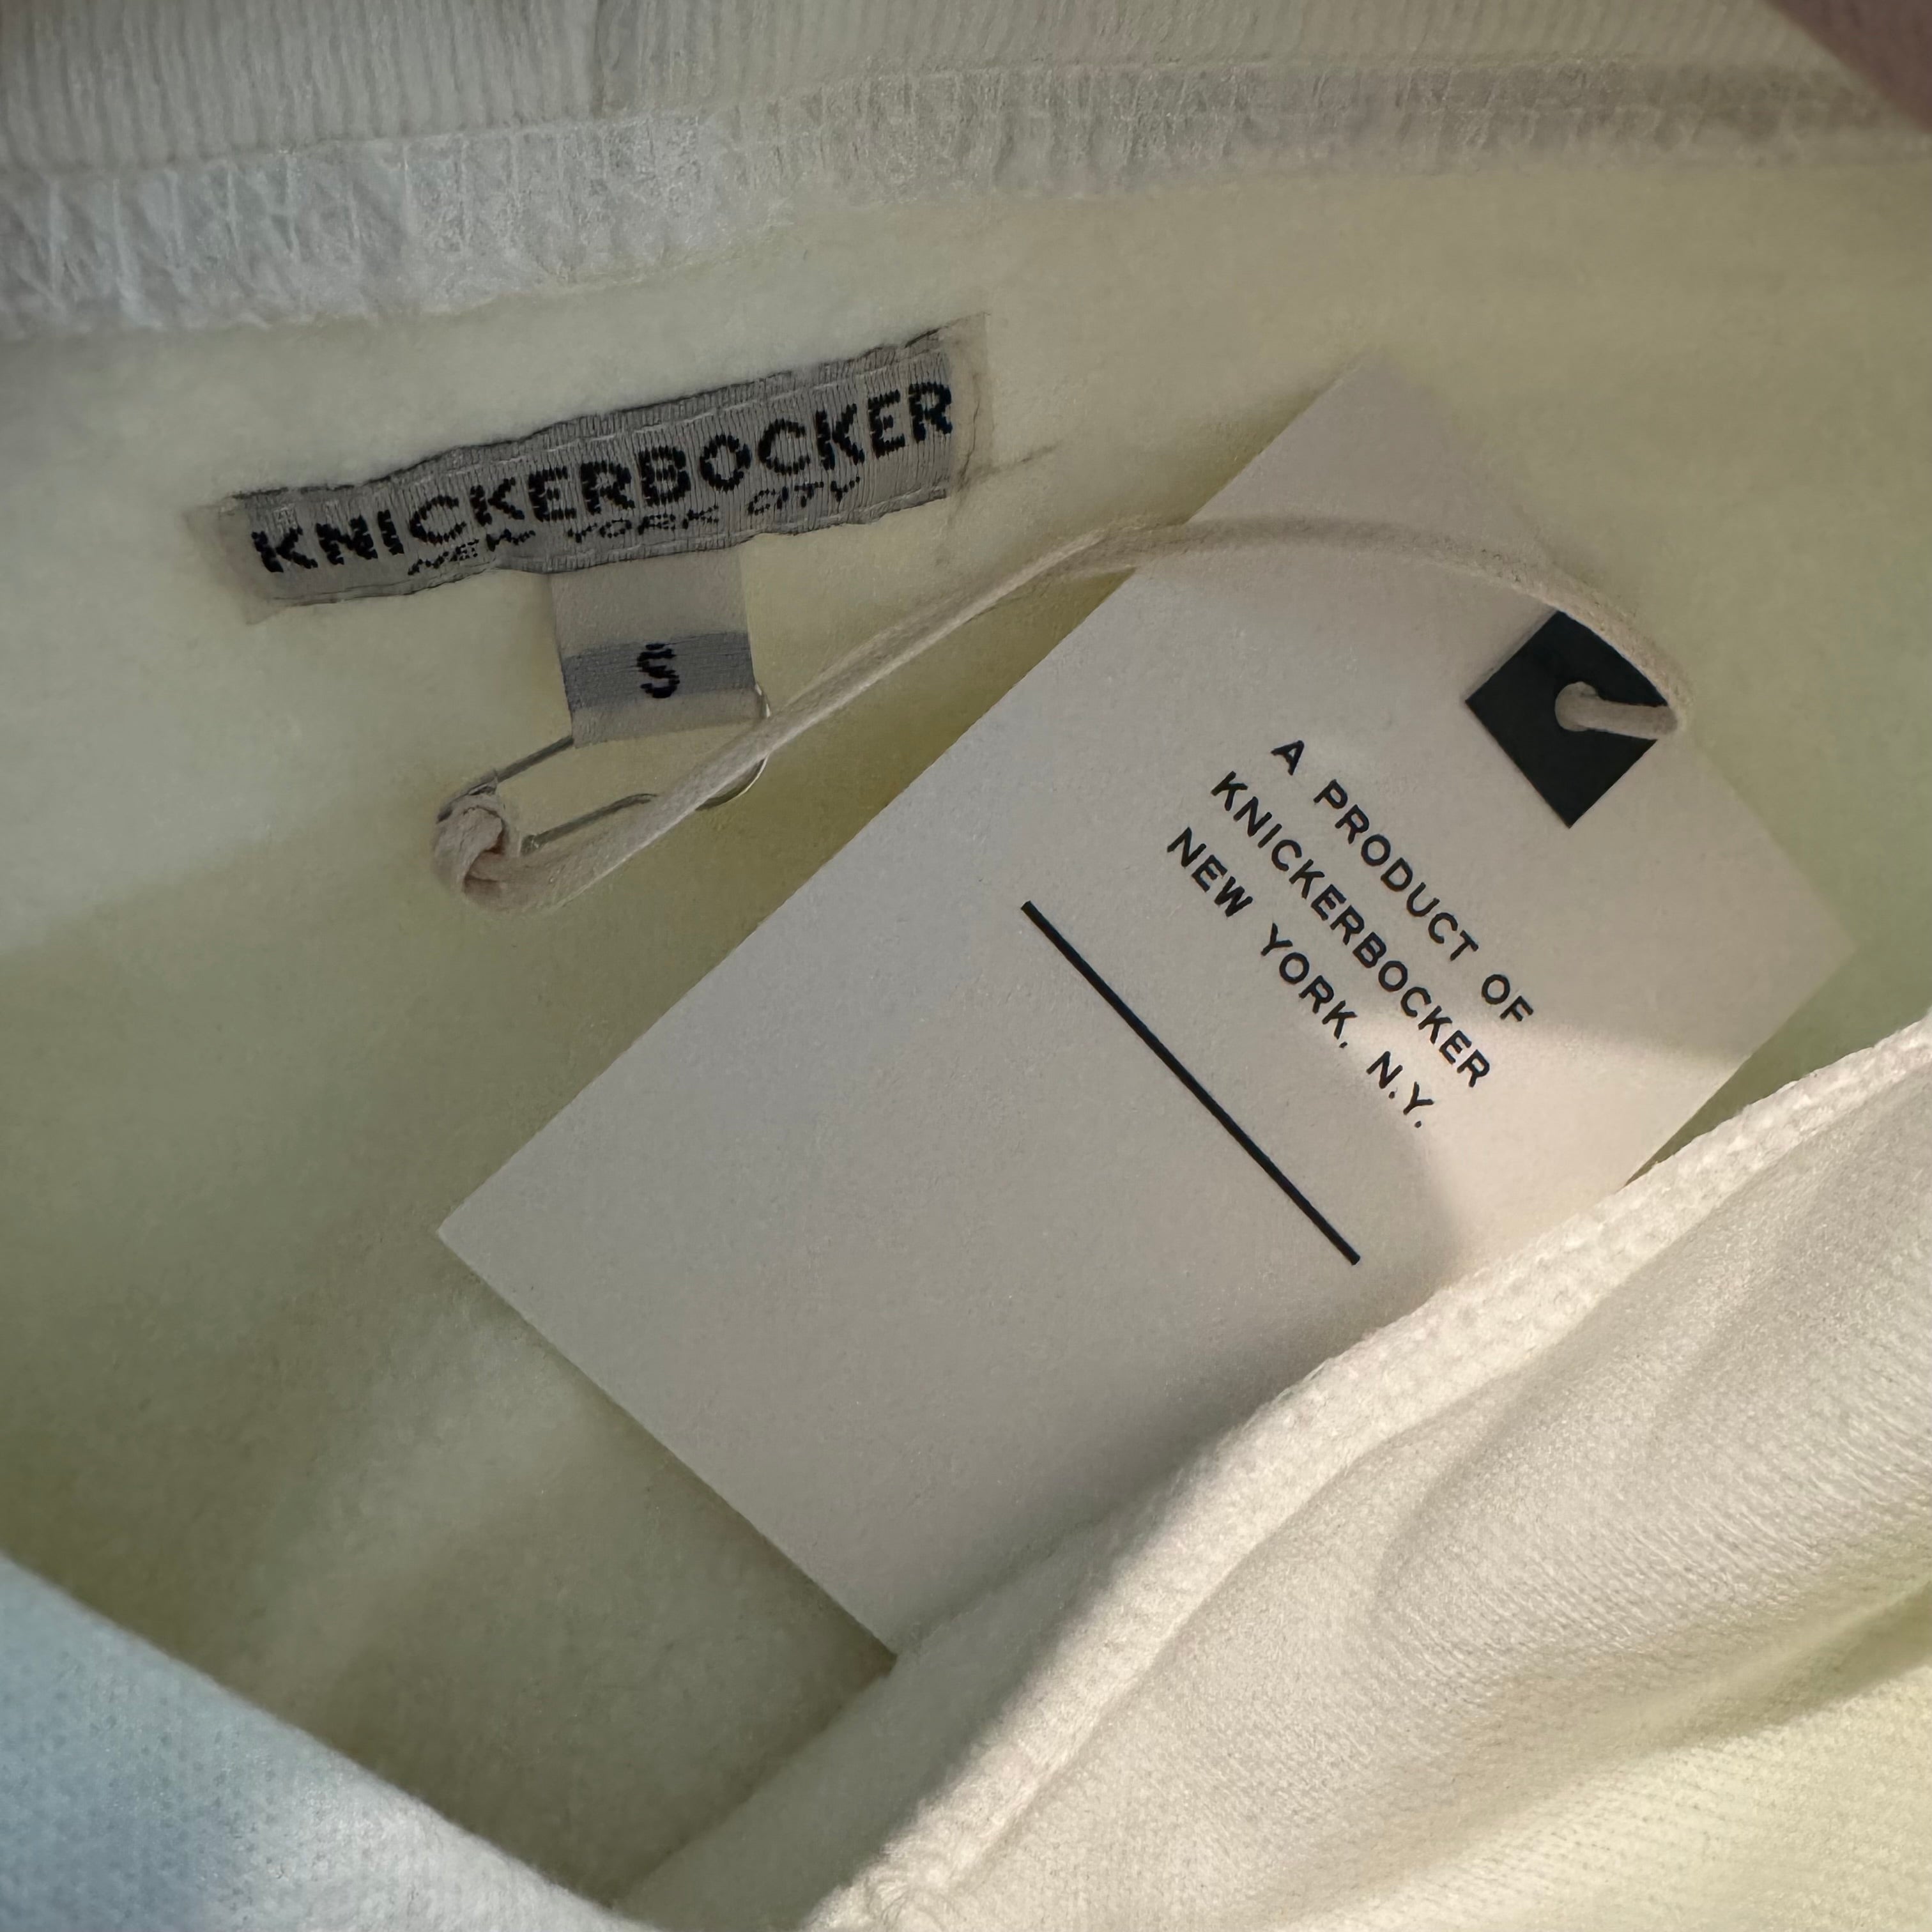 KNICKERBOCKER
NEW YORK CITY
S
A PRODUCT OF
KNICKERBOCKER
NEW YORK, N.Y.